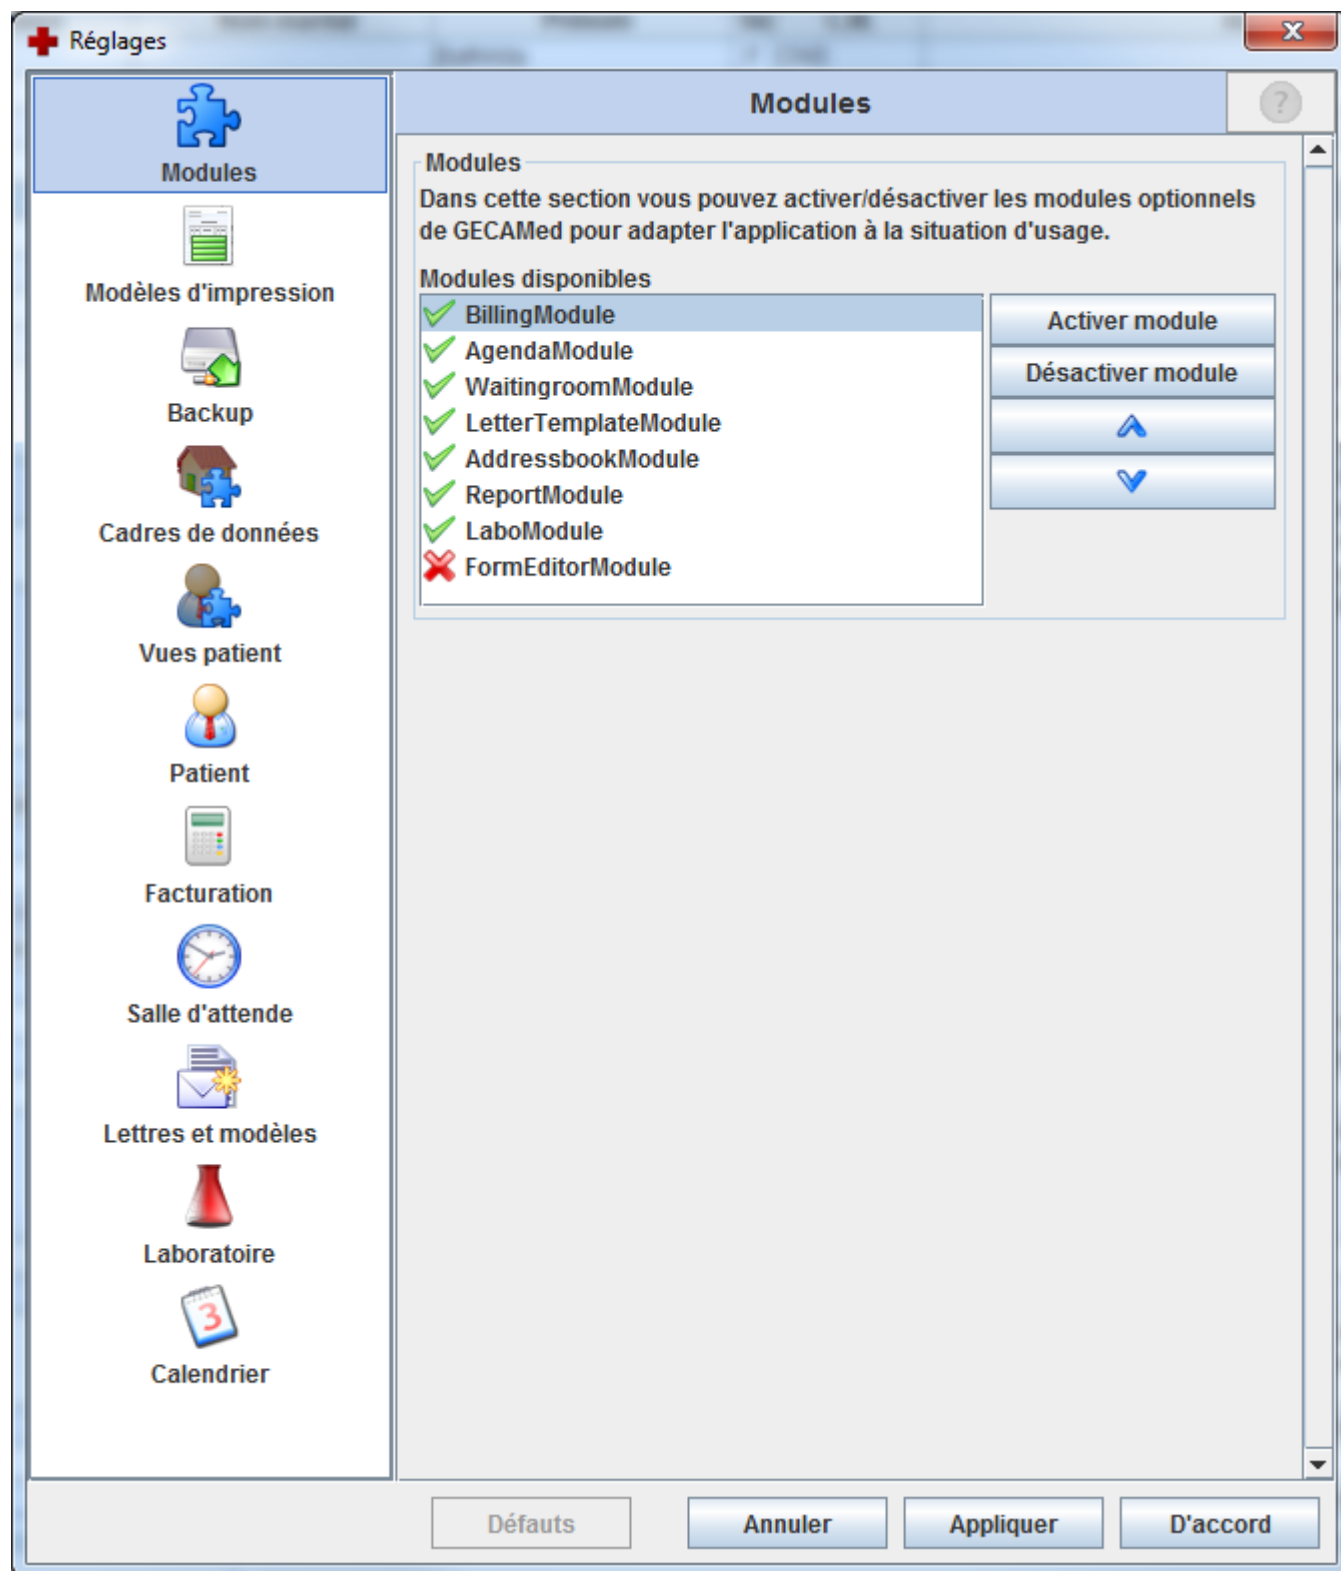 Réglages
x
Modules
?
Modules
Modèles d'impression
Backup
Cadres de données
Vues patient
Patient
Facturation
Salle d'attende
Lettres et modèles
Laboratoire
3
Calendrier
Modules
Dans cette section vous pouvez activer/désactiver les modules optionnels
de GECAMed pour adapter l'application à la situation d'usage.
Modules disponibles
BillingModule
AgendaModule
WaitingroomModule
LetterTemplateModule
AddressbookModule
ReportModule
LaboModule
FormEditorModule
Activer module
Désactiver module
Défauts
Annuler
Appliquer
D'accord